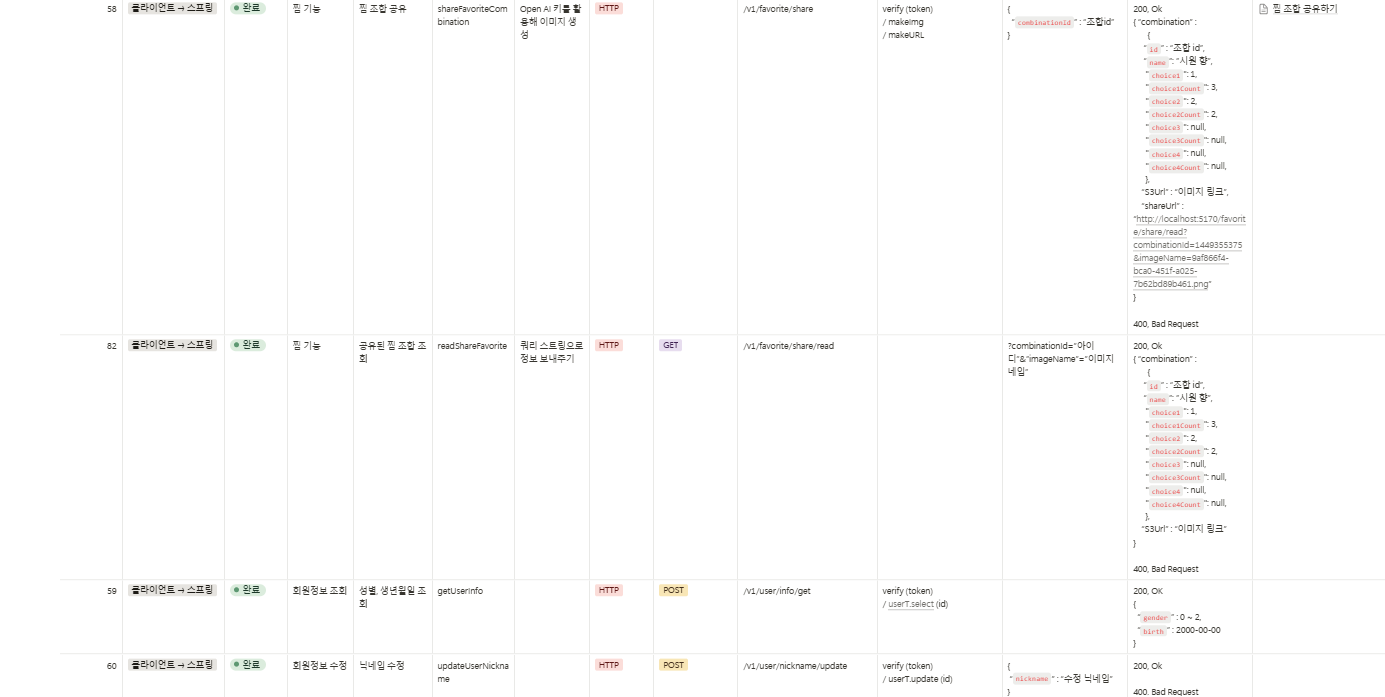 58
클라이언트 → 스프링
완료
찜 기능
찜 조합 공유
shareFavoriteCom
bination
Open AI 키를 활
용해 이미지 생
성
HTTP
/v1/favorite/share
verify (token)
/ makeImg
/ makeURL
{
"combinationid" : "조합id"
}
200, Ok
{ "combination" :
{
"id" : "조합 id",
"name": "시원 향",
"choice1": 1,
"choice1Count": 3,
"choice2": 2,
"choice2Count": 2,
"choice3": null,
"choice3Count": null,
"choice4": null,
"choice4Count": null,
},
"S3Url" : "이미지 링크",
"shareUrl" :
"http://localhost:5170/favorit
e/share/read?
combinationId=1449355375
&imageName=9af866f4-
bca0-451f-a025-
7b62bd89b461.png"
}
400, Bad Request
찜 조합 공유하기
82
클라이언트 → 스프링
완료
찜 기능
공유된 찜 조합 조
회
readShareFavorite
쿼리 스트링으로
정보 보내주기
HTTP
GET
/v1/favorite/share/read
?combinationId="아이
디"&"imageName"="이미지
네임"
200, Ok
{ "combination" :
{
"id" : "조합 id",
"name": "시원 향",
"choice1": 1,
"choice1Count": 3,
"choice2": 2,
"choice2Count": 2,
"choice3": null,
"choice3Count": null,
"choice4": null,
"choice4Count": null,
},
"S3Url" : "이미지 링크"
}
400, Bad Request
59
클라이언트 → 스프링
완료
회원정보 조회
성별, 생년월일 조
회
getUserInfo
HTTP
POST
/v1/user/info/get
verify (token)
/ userT.select (id)
200, OK
{
"gender" : 0 ~ 2,
"birth" : 2000-00-00
}
60
클라이언트 → 스프링
완료
회원정보 수정
닉네임 수정
updateUserNickna
me
HTTP
POST
/v1/user/nickname/update
verify (token)
/ userT.update (id)
{
"nickname" : "수정 닉네임"
}
200, Ok
400, Bad Request